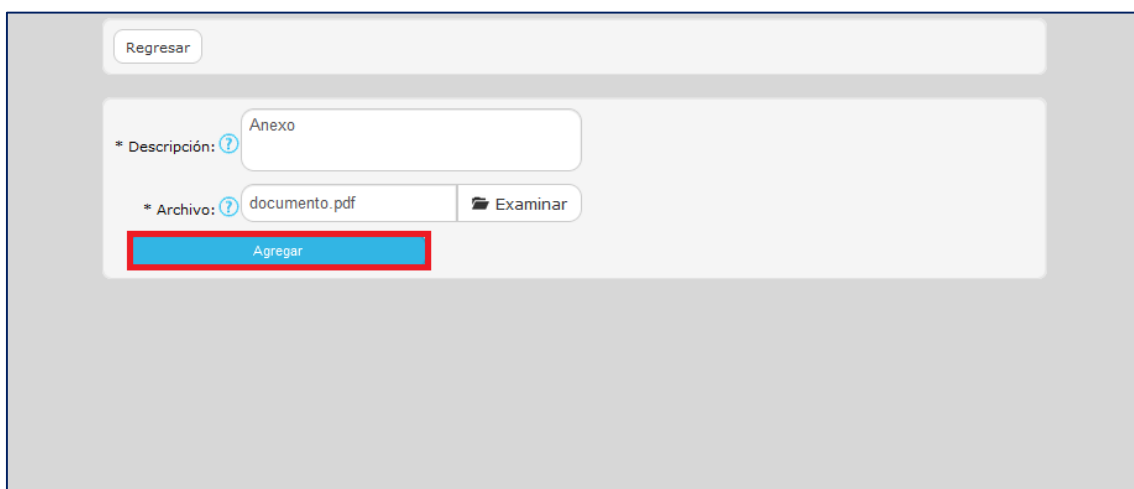 Regresar
Anexo
* Descripción: ?
* Archivo: ? documento.pdf Examinar
Agregar